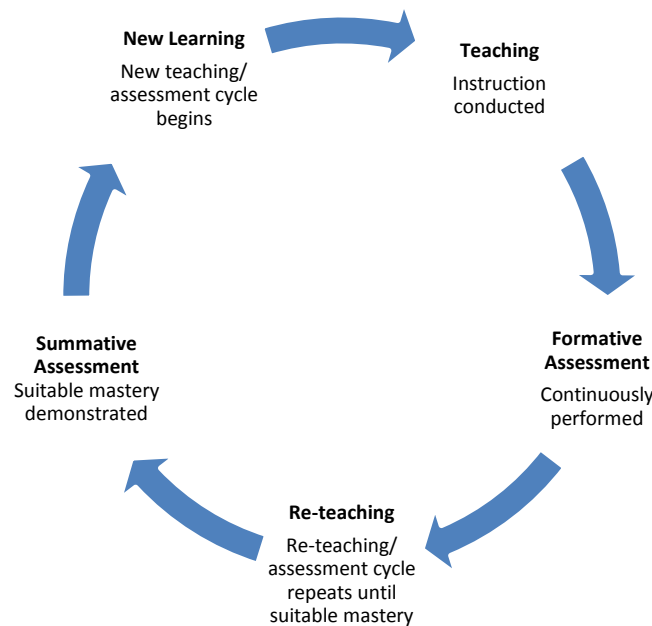 New Learning
New teaching/
assessment cycle
begins
Teaching
Instruction
conducted
Formative
Assessment
Continuously
performed
Re-teaching
Re-teaching/
assessment cycle
repeats until
suitable mastery
Summative
Assessment
Suitable mastery
demonstrated